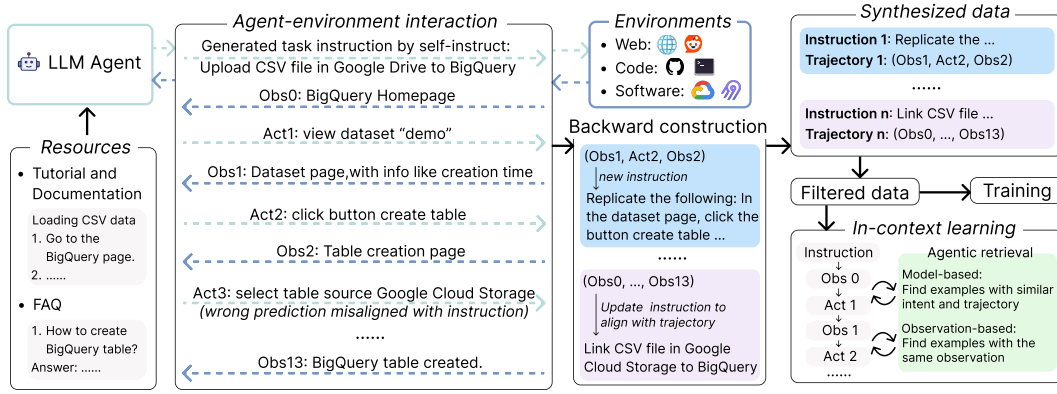 LLM Agent
Resources
• Tutorial and
Documentation
Loading CSV data
1. Go to the
BigQuery page.
2. ......
• FAQ
1. How to create
BigQuery table?
Answer: ......
Agent-environment interaction
Generated task instruction by self-instruct:
Upload CSV file in Google Drive to BigQuery
Obs0: BigQuery Homepage
Act1: view dataset “demo”
Obs1: Dataset page,with info like creation time
Act2: click button create table
Obs2: Table creation page
Act3: select table source Google Cloud Storage
(wrong prediction misaligned with instruction)
......
Obs13: BigQuery table created.
Environments
• Web:
• Code:
• Software:
Backward construction
(Obs1, Act2, Obs2)
new instruction
Replicate the following: In
the dataset page, click the
button create table ...
......
(Obs0, ..., Obs13)
Update instruction to
align with trajectory
Link CSV file in Google
Cloud Storage to BigQuery
Synthesized data
Instruction 1: Replicate the ...
Trajectory 1: (Obs1, Act2, Obs2)
......
Instruction n: Link CSV file ...
Trajectory n: (Obs0, ..., Obs13)
Filtered data
Training
In-context learning
Instruction
Obs 0
Act 1
Obs 1
Act 2
......
Agentic retrieval
Model-based:
Find examples with similar
intent and trajectory
Observation-based:
Find examples with the
same observation